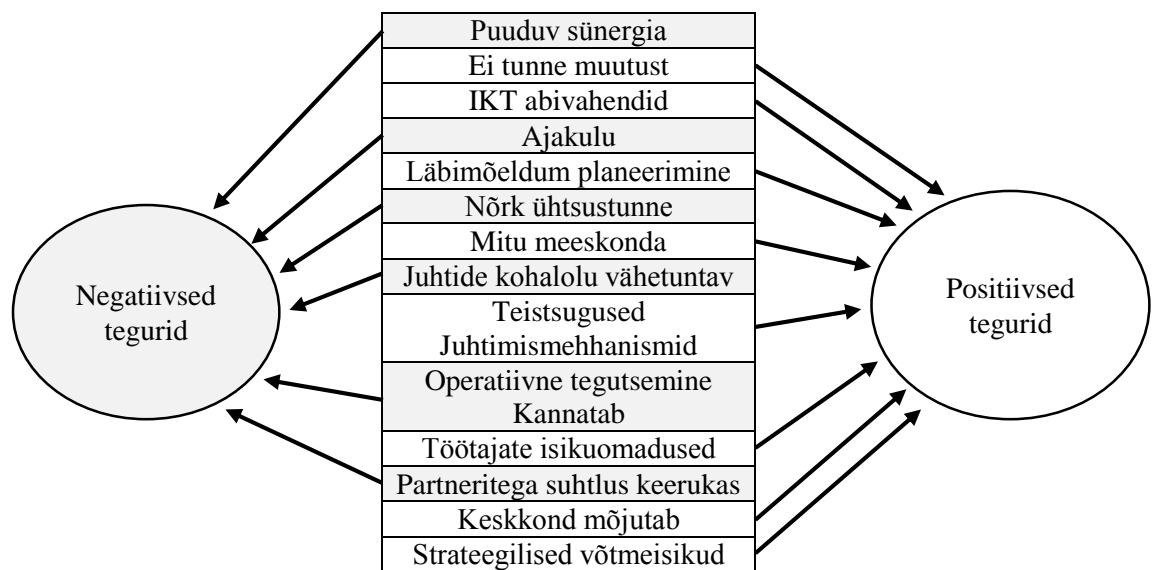 Puuduv sünergia
Ei tunne muutust
IKT abivahendid
Ajakulu
Läbimõeldum planeerimine
Nõrk ühtsustunne
Mitu meeskonda
Juhtide kohalolu vähetuntav
Teistsugused
Juhtimismehhanismid
Operatiivne tegutsemine
Kannatab
Töötajate isikuomadused
Partneritega suhtlus keerukas
Keskkond mõjutab
Strateegilised võtmeisikud
Negatiivsed
tegurid
Positiivsed
tegurid